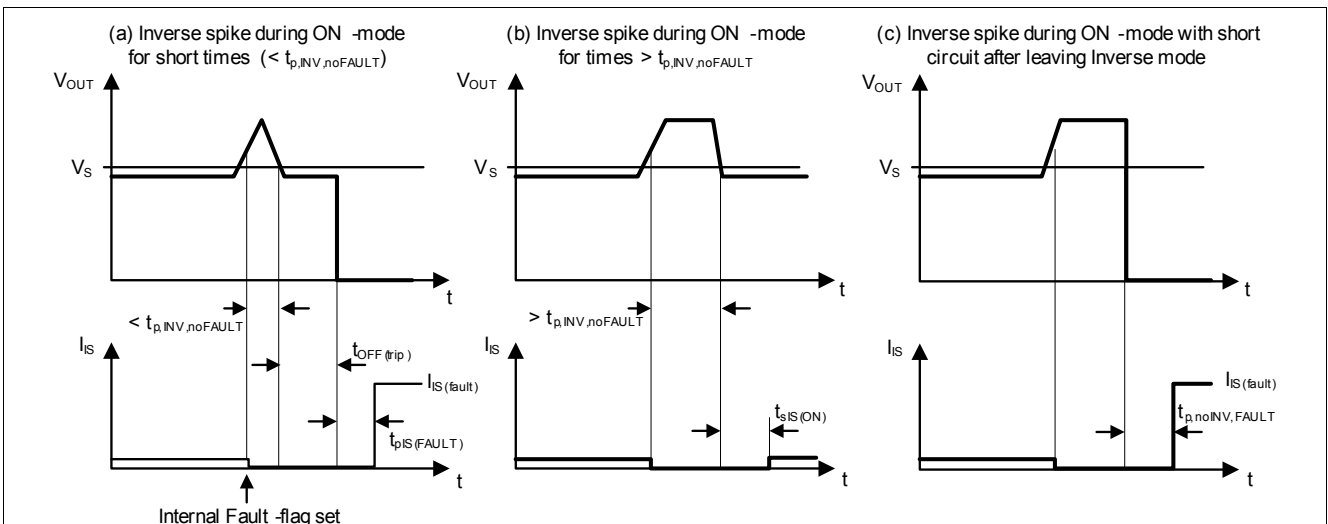 (a) Inverse spike during ON -mode
for short times (< tp,INV,noFAULT)
VOUT
VS
t
< tp,INV,noFAULT
IIS
tOFF(trip)
IIS(fault)
tpIS(FAULT)
t
Internal Fault -flag set
(b) Inverse spike during ON -mode
for times > tp,INV,noFAULT
VOUT
VS
t
> tp,INV,noFAULT
IIS
tsIS(ON)
t
(c) Inverse spike during ON -mode with short
circuit after leaving Inverse mode
VOUT
VS
t
IIS
IIS(fault)
tp,noINV,FAULT
t